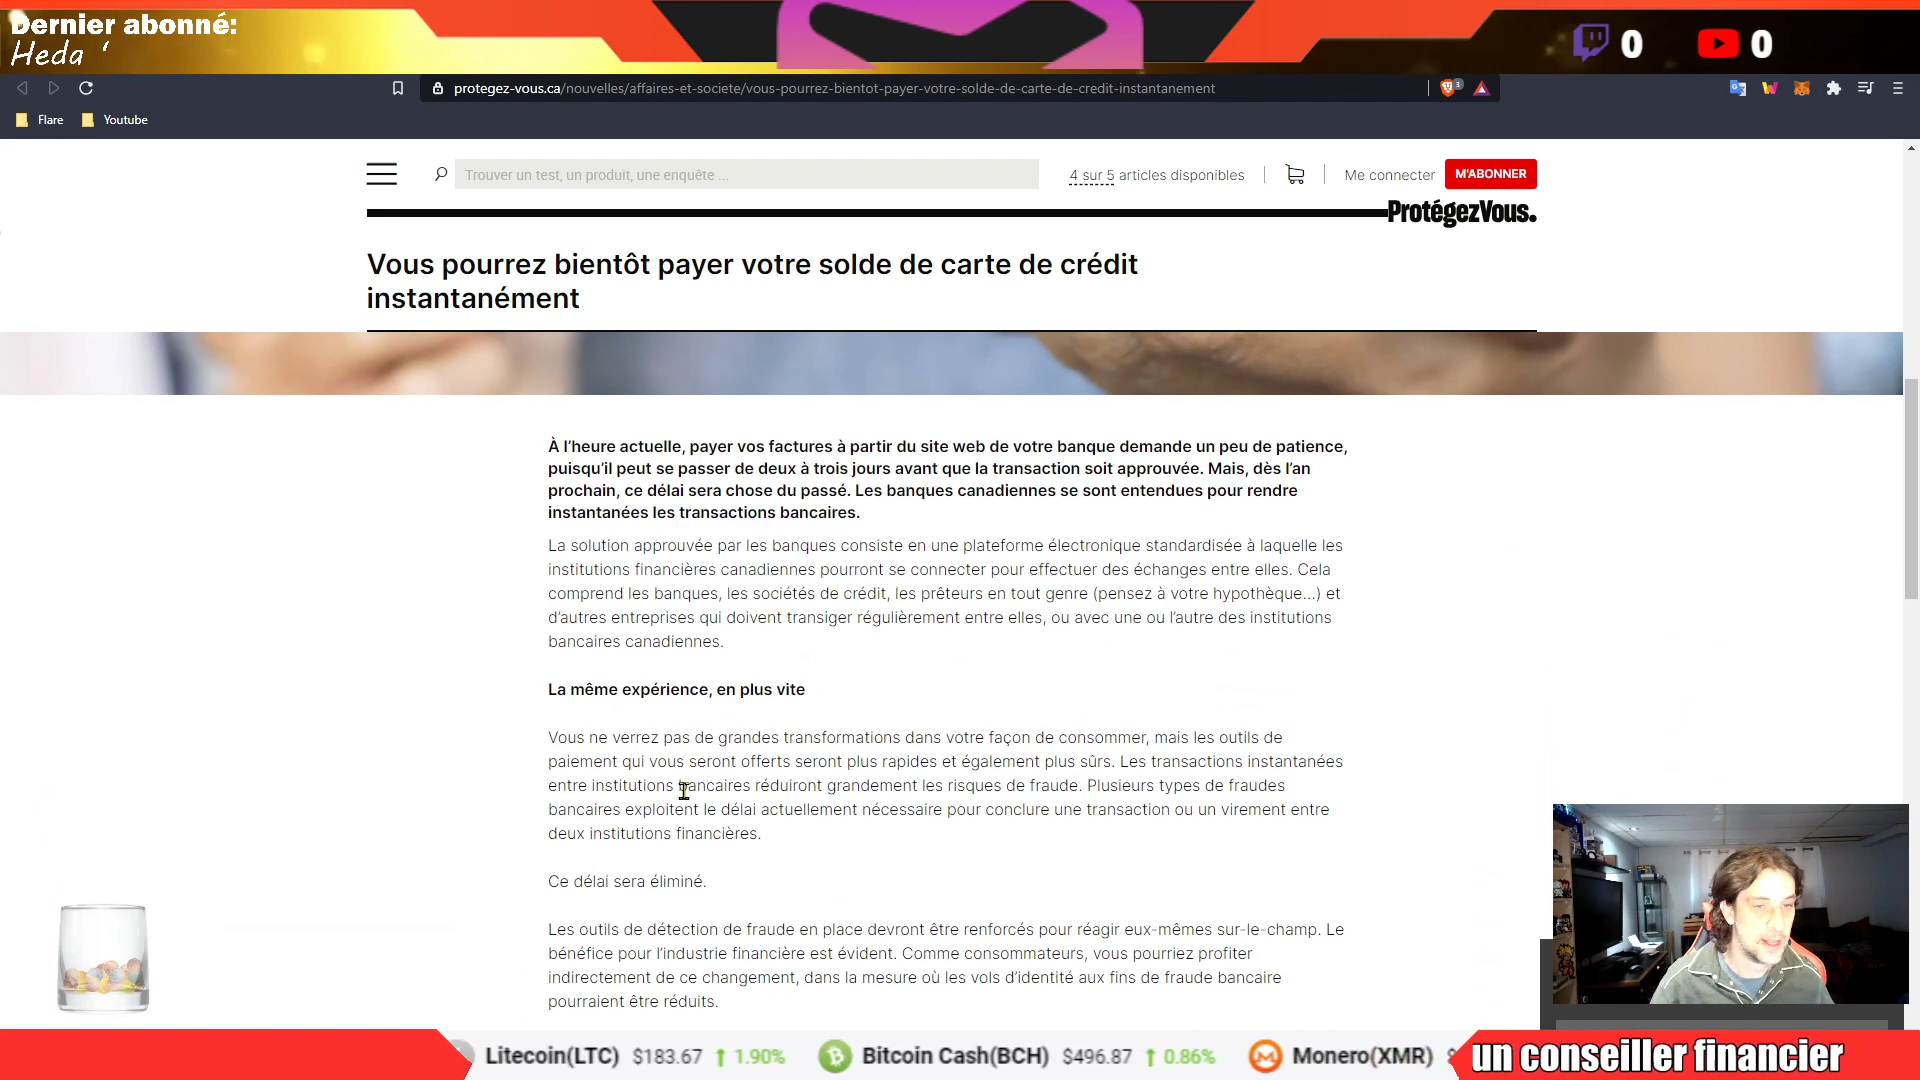 Dernier abonné:
Heda '
0
0
protegez-vous.ca/nouvelles/affaires-et-societe/vous-pourrez-bientot-payer-votre-solde-de-carte-de-credit-instantanement
3
Flare
Youtube
Trouver un test, un produit, une enquête ...
4 sur 5 articles disponibles
Me connecter
M'ABONNER
ProtégezVous.
Vous pourrez bientôt payer votre solde de carte de crédit
instantanément
À l’heure actuelle, payer vos factures à partir du site web de votre banque demande un peu de patience,
puisqu’il peut se passer de deux à trois jours avant que la transaction soit approuvée. Mais, dès l’an
prochain, ce délai sera chose du passé. Les banques canadiennes se sont entendues pour rendre
instantanées les transactions bancaires.
La solution approuvée par les banques consiste en une plateforme électronique standardisée à laquelle les
institutions financières canadiennes pourront se connecter pour effectuer des échanges entre elles. Cela
comprend les banques, les sociétés de crédit, les prêteurs en tout genre (pensez à votre hypothèque…) et
d’autres entreprises qui doivent transiger régulièrement entre elles, ou avec une ou l’autre des institutions
bancaires canadiennes.
La même expérience, en plus vite
Vous ne verrez pas de grandes transformations dans votre façon de consommer, mais les outils de
paiement qui vous seront offerts seront plus rapides et également plus sûrs. Les transactions instantanées
entre institutions bancaires réduiront grandement les risques de fraude. Plusieurs types de fraudes
bancaires exploitent le délai actuellement nécessaire pour conclure une transaction ou un virement entre
deux institutions financières.
Ce délai sera éliminé.
Les outils de détection de fraude en place devront être renforcés pour réagir eux-mêmes sur-le-champ. Le
bénéfice pour l’industrie financière est évident. Comme consommateurs, vous pourriez profiter
indirectement de ce changement, dans la mesure où les vols d’identité aux fins de fraude bancaire
pourraient être réduits.
Litecoin(LTC) $183.67 ↑ 1.90%
Bitcoin Cash(BCH) $496.87 ↑ 0.86%
Monero(XMR)
un conseiller financier